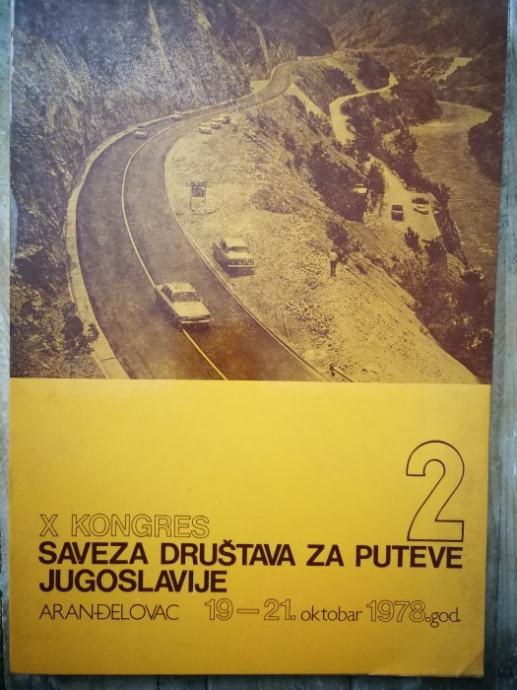 2
X KONGRES
SAVEZA DRUŠTAVA ZA PUTEVE
JUGOSLAVIJE
ARANĐELOVAC 19–21. oktobar 1978. god.